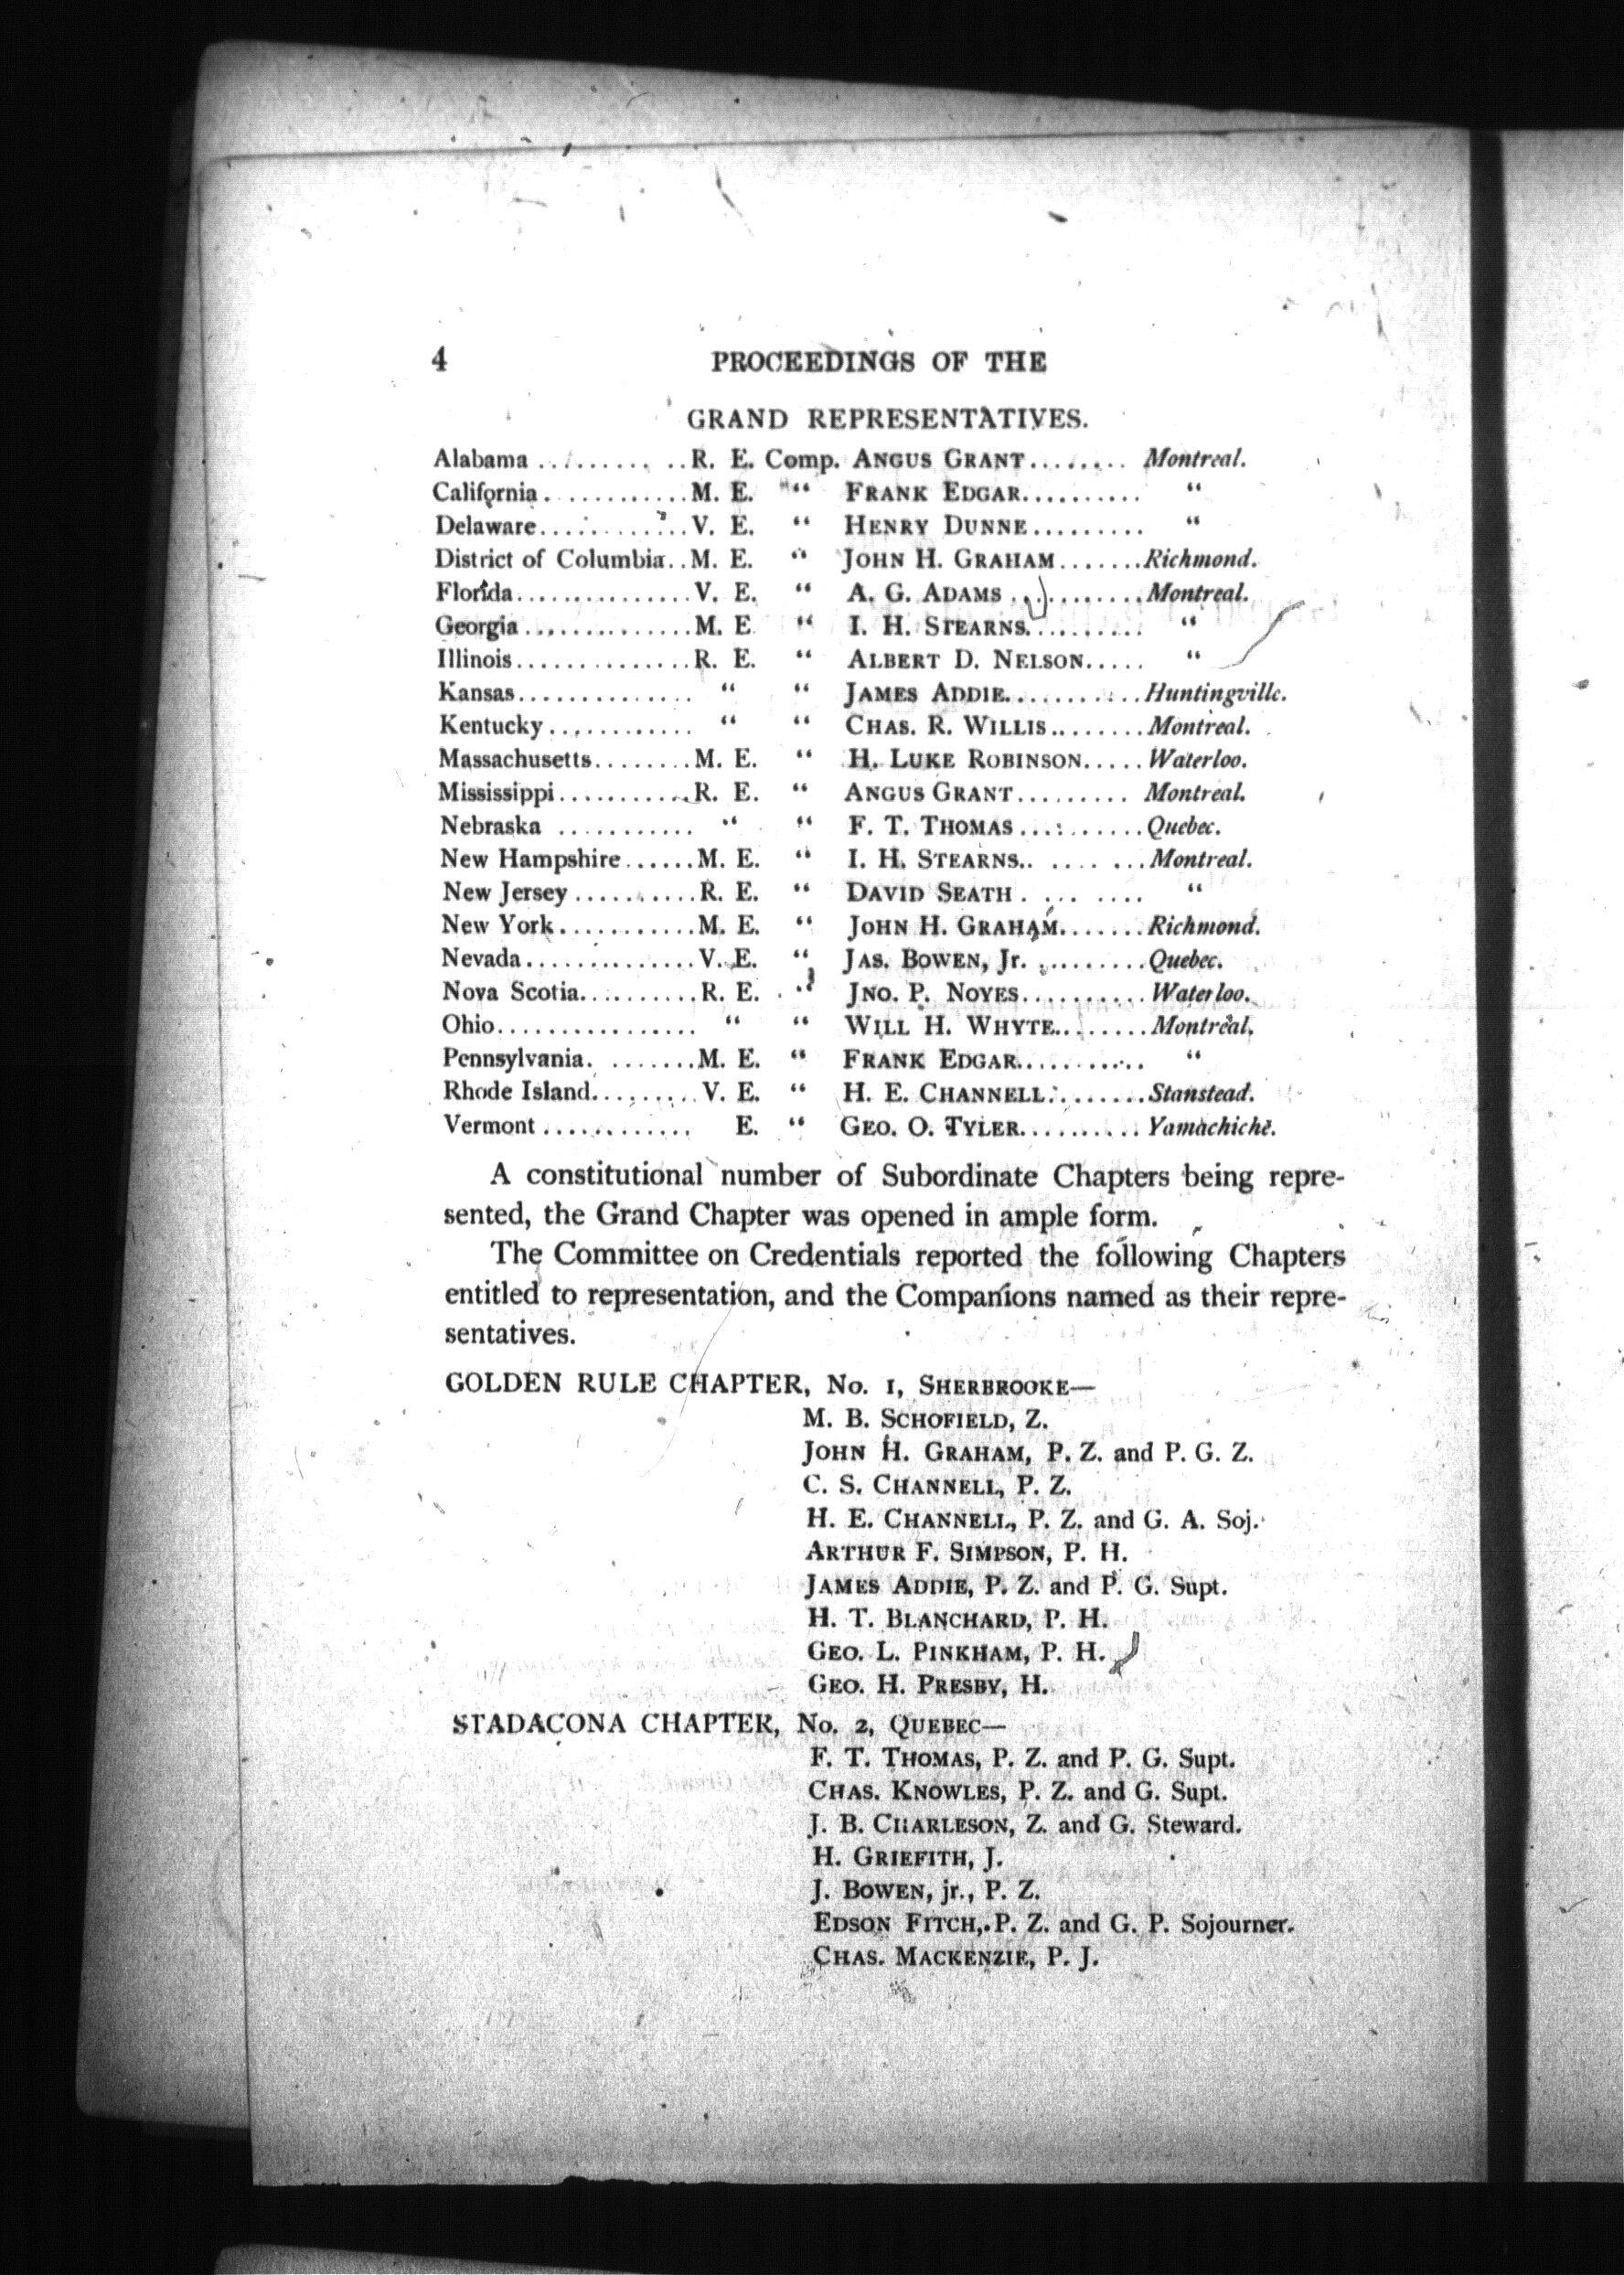 4 PROCEEDINGS OF THE
GRAND REPRESENTATIVES.
Alabama ........... R. E. Comp. ANGUS GRANT........ Montreal.
California............ M. E. “ FRANK EDGAR.......... “
Delaware............. V. E. “ HENRY DUNNE......... “
District of Columbia.. M. E. “ JOHN H. GRAHAM....... Richmond.
Florida............... V. E. “ A. G. ADAMS ........... Montreal.
Georgia.............. M. E. “ I. H. STEARNS.......... “
Illinois............... R. E. “ ALBERT D. NELSON..... “
Kansas............... “ “ JAMES ADDIE........... Huntingville.
Kentucky............ “ “ CHAS. R. WILLIS........ Montreal.
Massachusetts........ M. E. “ H. LUKE ROBINSON..... Waterloo.
Mississippi........... R. E. “ ANGUS GRANT......... Montreal.
Nebraska ........... “ “ F. T. THOMAS .......... Quebec.
New Hampshire...... M. E. “ I. H. STEARNS......... Montreal.
New Jersey.......... R. E. “ DAVID SEATH ........ “
New York........... M. E. “ JOHN H. GRAHAM....... Richmond.
Nevada.............. V. E. “ JAS. BOWEN, Jr. ......... Quebec.
Nova Scotia.......... R. E. “ JNO. P. NOYES.......... Waterloo.
Ohio................ “ “ WILL H. WHYTE........ Montreal.
Pennsylvania. ....... M. E. “ FRANK EDGAR.......... “
Rhode Island......... V. E. “ H. E. CHANNELL........ Stanstead.
Vermont ............ E. “ GEO. O. TYLER.......... Yamachiche.
A constitutional number of Subordinate Chapters being repre-
sented, the Grand Chapter was opened in ample form.
The Committee on Credentials reported the following Chapters
entitled to representation, and the Companions named as their repre-
sentatives.
GOLDEN RULE CHAPTER, No. 1, SHERBROOKE—
M. B. SCHOFIELD, Z.
JOHN H. GRAHAM, P. Z. and P. G. Z.
C. S. CHANNELL, P. Z.
H. E. CHANNELL, P. Z. and G. A. Soj.
ARTHUR F. SIMPSON, P. H.
JAMES ADDIE, P. Z. and P. G. Supt.
H. T. BLANCHARD, P. H.
GEO. L. PINKHAM, P. H.
GEO. H. PRESBY, H.
STADACONA CHAPTER, No. 2, QUEBEC—
F. T. THOMAS, P. Z. and P. G. Supt.
CHAS. KNOWLES, P. Z. and G. Supt.
J. B. CHARLESON, Z. and G. Steward.
H. GRIEFITH, J.
J. BOWEN, jr., P. Z.
EDSON FITCH, P. Z. and G. P. Sojourner.
CHAS. MACKENZIE, P. J.